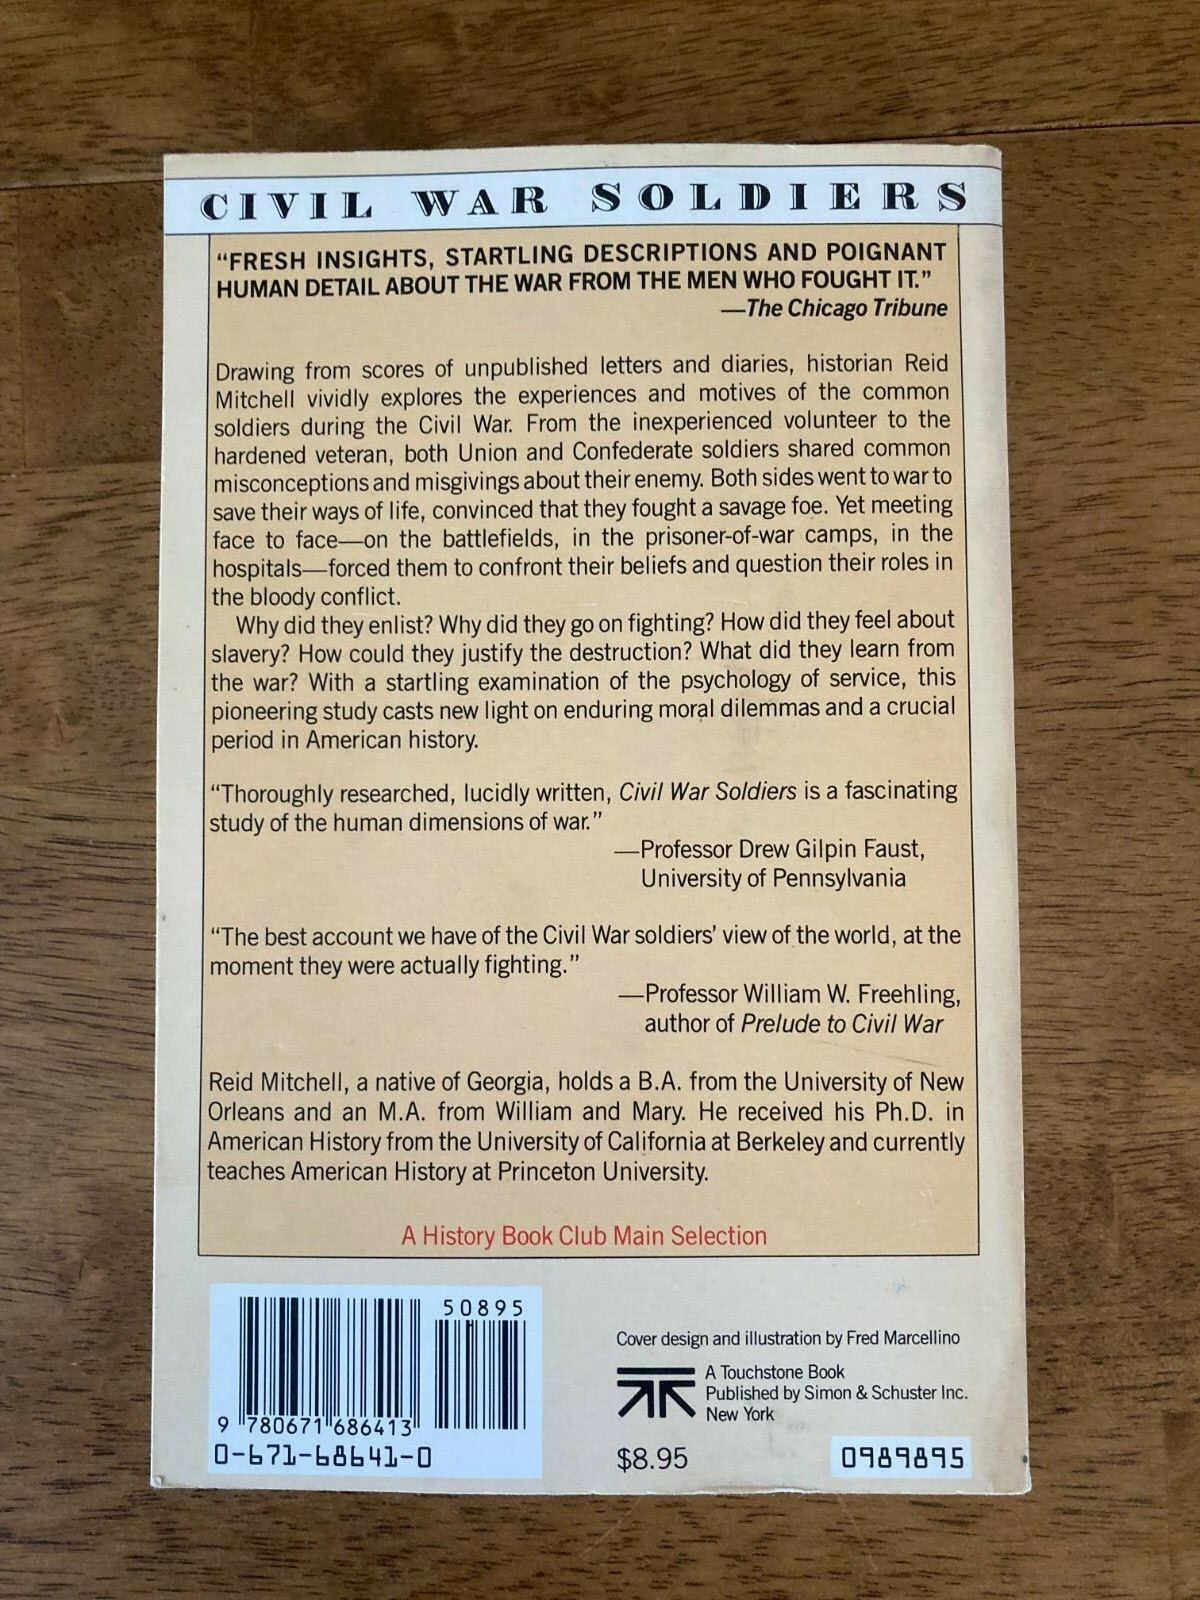 CIVIL WAR SOLDIERS
“FRESH INSIGHTS, STARTLING DESCRIPTIONS AND POIGNANT
HUMAN DETAIL ABOUT THE WAR FROM THE MEN WHO FOUGHT IT.”
—The Chicago Tribune
Drawing from scores of unpublished letters and diaries, historian Reid
Mitchell vividly explores the experiences and motives of the common
soldiers during the Civil War. From the inexperienced volunteer to the
hardened veteran, both Union and Confederate soldiers shared common
misconceptions and misgivings about their enemy. Both sides went to war to
save their ways of life, convinced that they fought a savage foe. Yet meeting
face to face—on the battlefields, in the prisoner-of-war camps, in the
hospitals—forced them to confront their beliefs and question their roles in
the bloody conflict.
Why did they enlist? Why did they go on fighting? How did they feel about
slavery? How could they justify the destruction? What did they learn from
the war? With a startling examination of the psychology of service, this
pioneering study casts new light on enduring moral dilemmas and a crucial
period in American history.
“Thoroughly researched, lucidly written, Civil War Soldiers is a fascinating
study of the human dimensions of war.”
—Professor Drew Gilpin Faust,
University of Pennsylvania
“The best account we have of the Civil War soldiers’ view of the world, at the
moment they were actually fighting.”
—Professor William W. Freehling,
author of Prelude to Civil War
Reid Mitchell, a native of Georgia, holds a B.A. from the University of New
Orleans and an M.A. from William and Mary. He received his Ph.D. in
American History from the University of California at Berkeley and currently
teaches American History at Princeton University.
A History Book Club Main Selection
50895
9 780671 686413
0-671-68641-0
Cover design and illustration by Fred Marcellino
A Touchstone Book
Published by Simon & Schuster Inc.
New York
$8.95
0989895